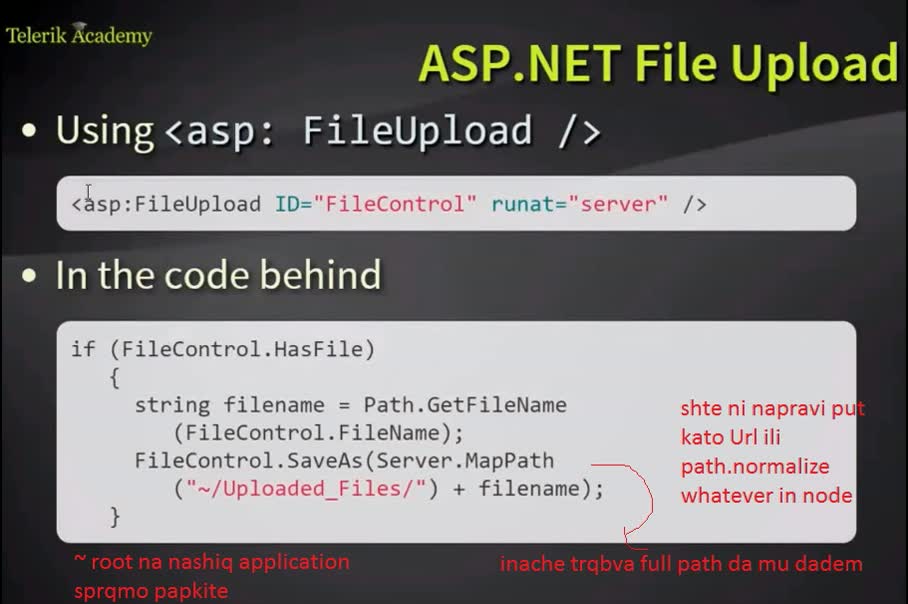 Telerik Academy
ASP.NET File Upload
• Using <asp: FileUpload />
<asp:FileUpload ID="FileControl" runat="server" />
• In the code behind
if (FileControl.HasFile)
{
string filename = Path.GetFileName
(FileControl.FileName);
FileControl.SaveAs(Server.MapPath
("~/Uploaded_Files/") + filename);
}
shte ni napravi put
kato Url ili
path.normalize
whatever in node
~ root na nashiq application
sprqmo papkite
inache trqbva full path da mu dadem